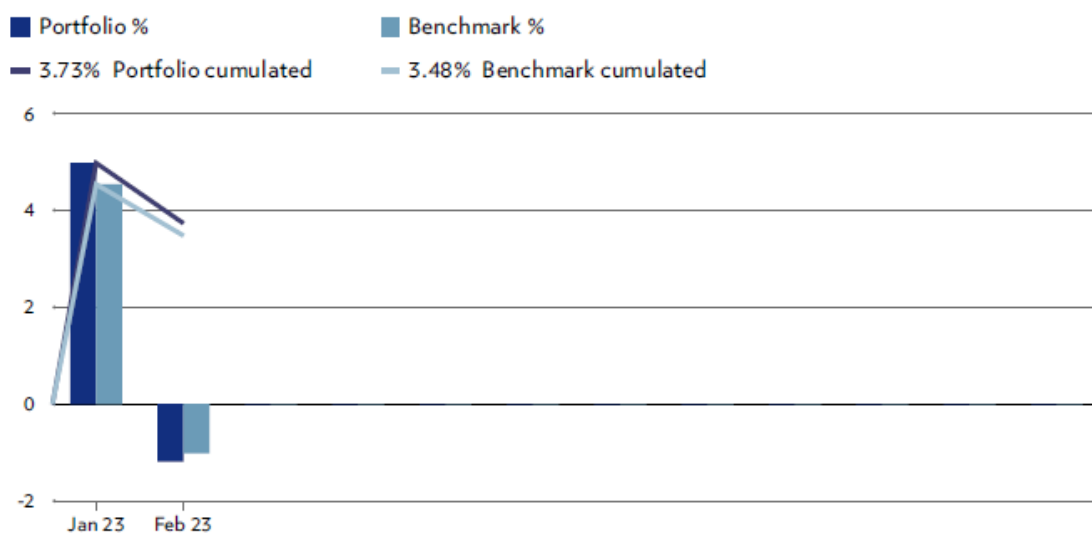 Portfolio % Benchmark %
3.73% Portfolio cumulated 3.48% Benchmark cumulated
6
4
2
0
-2
Jan 23 Feb 23